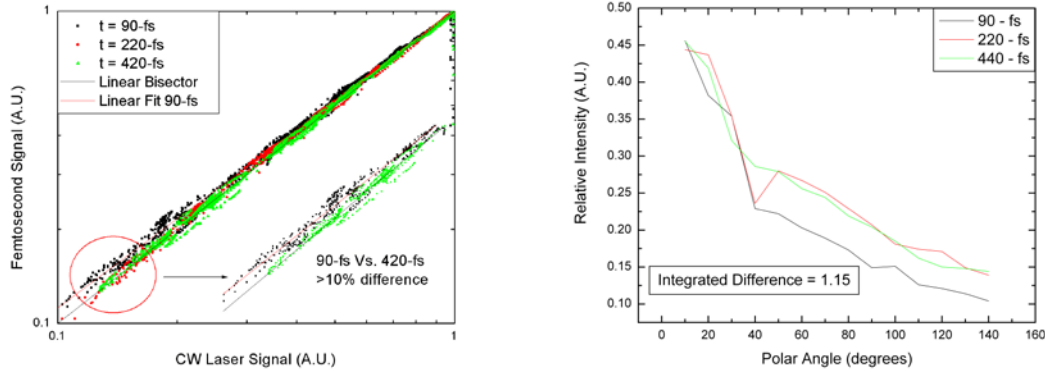 1
t = 90-fs
t = 220-fs
t = 420-fs
Linear Bisector
Linear Fit 90-fs
Femtosecond Signal (A.U.)
90-fs Vs. 420-fs
>10% difference
0.1
0.1
1
CW Laser Signal (A.U.)
0.50
0.45
0.40
0.35
0.30
0.25
0.20
0.15
0.10
90 - fs
220 - fs
440 - fs
Relative Intensity (A.U.)
Integrated Difference = 1.15
0 20 40 60 80 100 120 140 160
Polar Angle (degrees)